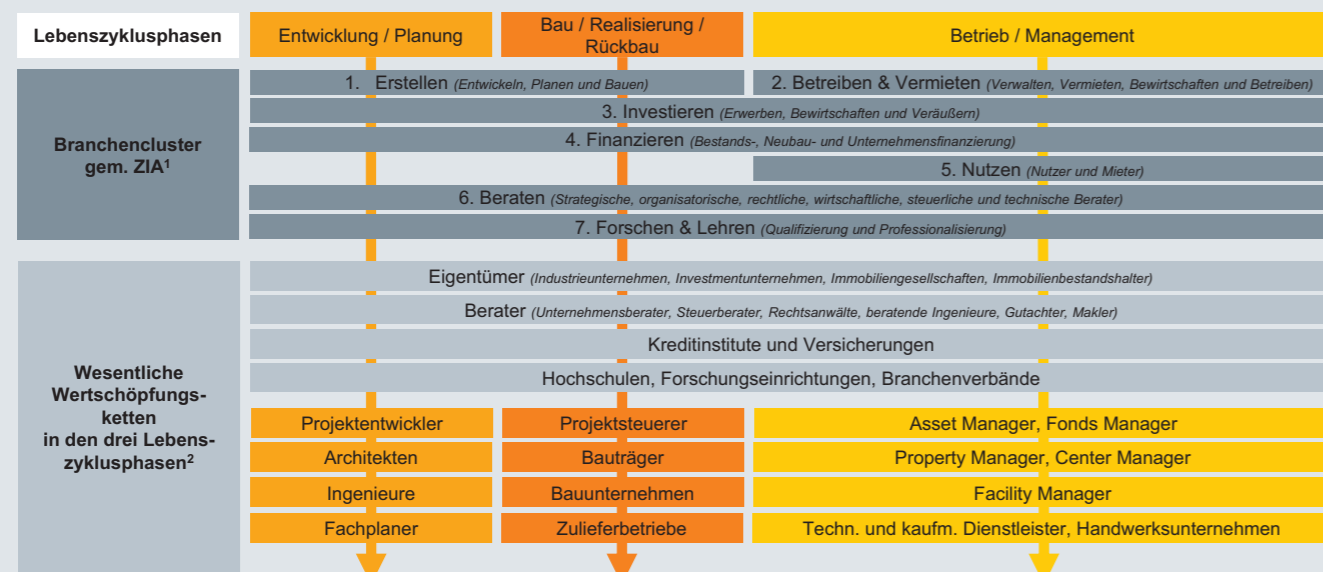 Lebenszyklusphasen
Entwicklung / Planung
Bau / Realisierung /
Rückbau
Betrieb / Management
Branchencluster
gem. ZIA¹
1. Erstellen (Entwickeln, Planen und Bauen)
2. Betreiben & Vermieten (Verwalten, Vermieten, Bewirtschaften und Betreiben)
3. Investieren (Erwerben, Bewirtschaften und Veräußern)
4. Finanzieren (Bestands-, Neubau- und Unternehmensfinanzierung)
5. Nutzen (Nutzer und Mieter)
6. Beraten (Strategische, organisatorische, rechtliche, wirtschaftliche, steuerliche und technische Berater)
7. Forschen & Lehren (Qualifizierung und Professionalisierung)
Wesentliche
Wertschöpfungs-
ketten
in den drei Lebens-
zyklusphasen²
Eigentümer (Industrieunternehmen, Investmentunternehmen, Immobiliengesellschaften, Immobilienbestandshalter)
Berater (Unternehmensberater, Steuerberater, Rechtsanwälte, beratende Ingenieure, Gutachter, Makler)
Kreditinstitute und Versicherungen
Hochschulen, Forschungseinrichtungen, Branchenverbände
Projektentwickler
Projektsteuerer
Asset Manager, Fonds Manager
Architekten
Bauträger
Property Manager, Center Manager
Ingenieure
Bauunternehmen
Facility Manager
Fachplaner
Zulieferbetriebe
Techn. und kaufm. Dienstleister, Handwerksunternehmen